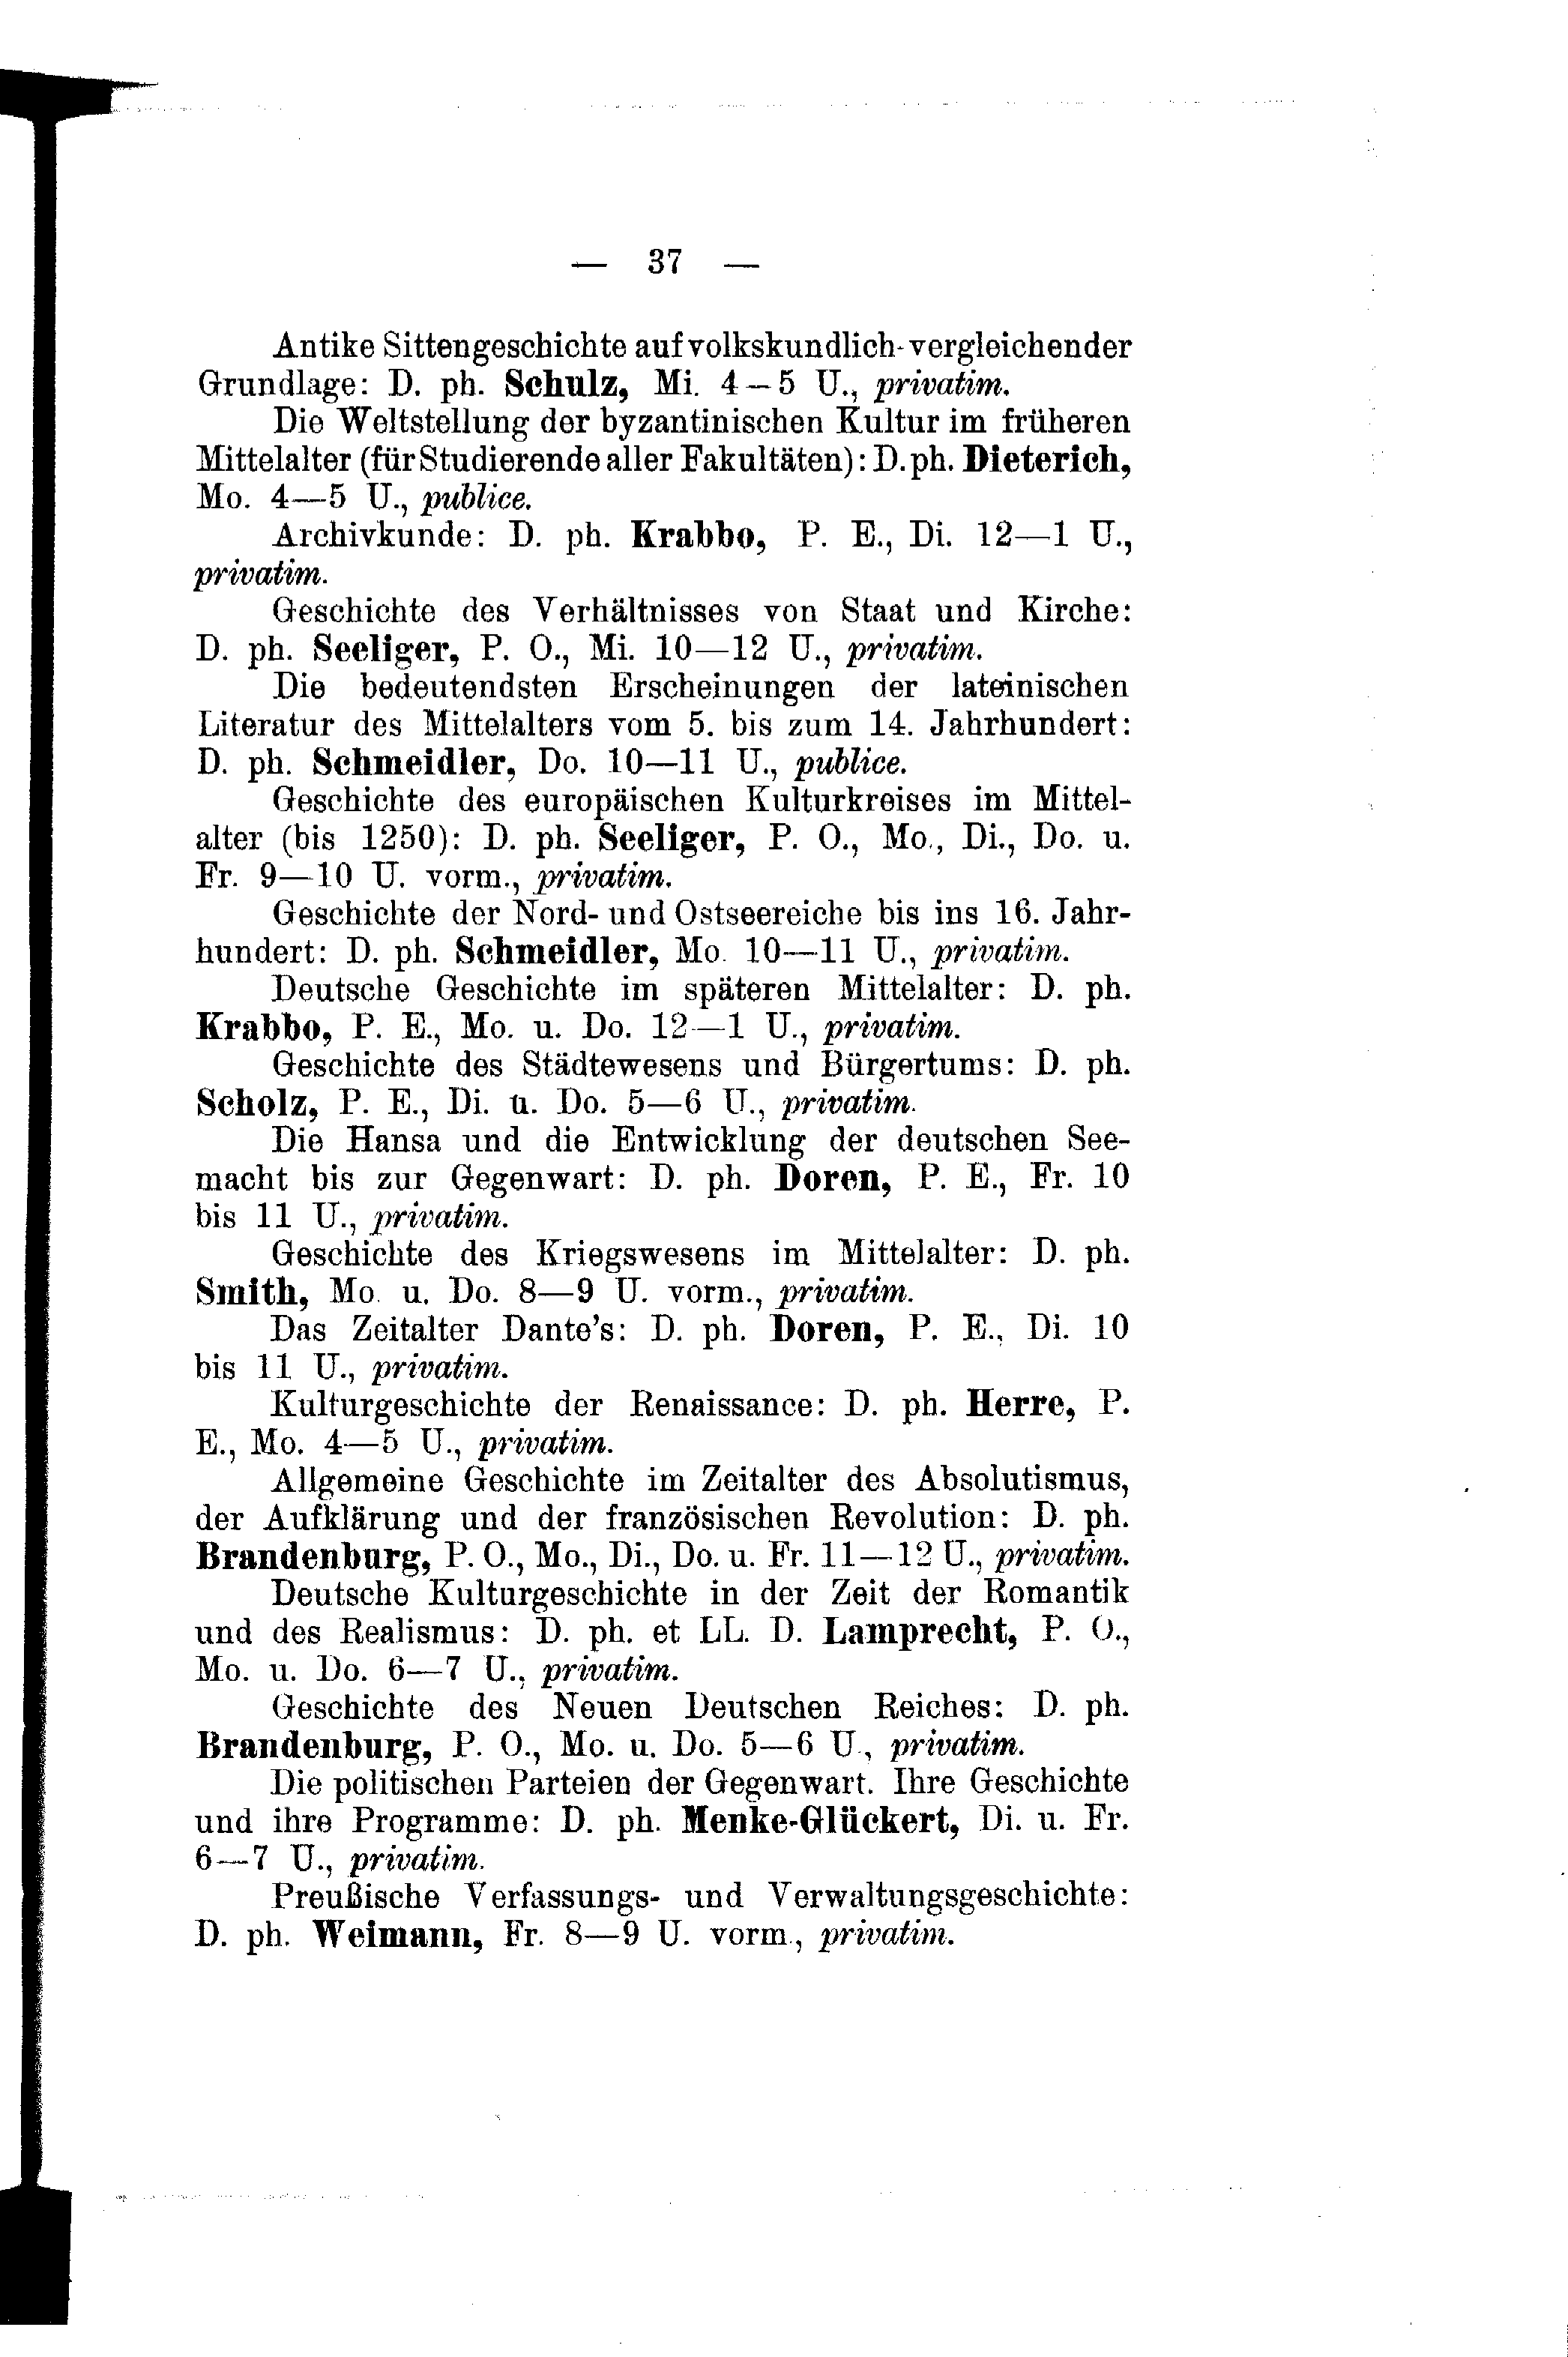 — 37 —
Antike Sittengeschichte auf volkskundlich-vergleichender
Grundlage: D. ph. Schulz, Mi. 4—5 U., privatim.
Die Weltstellung der byzantinischen Kultur im früheren
Mittelalter (für Studierende aller Fakultäten): D. ph. Dieterich,
Mo. 4—5 U., publice.
Archivkunde: D. ph. Krabbo, P. E., Di. 12—1 U.,
privatim.
Geschichte des Verhältnisses von Staat und Kirche:
D. ph. Seeliger, P. O., Mi. 10—12 U., privatim.
Die bedeutendsten Erscheinungen der lateinischen
Literatur des Mittelalters vom 5. bis zum 14. Jahrhundert:
D. ph. Schmeidler, Do. 10—11 U., publice.
Geschichte des europäischen Kulturkreises im Mittel-
alter (bis 1250): D. ph. Seeliger, P. O., Mo., Di., Do. u.
Fr. 9—10 U. vorm., privatim.
Geschichte der Nord- und Ostseereiche bis ins 16. Jahr-
hundert: D. ph. Schmeidler, Mo. 10—11 U., privatim.
Deutsche Geschichte im späteren Mittelalter: D. ph.
Krabbo, P. E., Mo. u. Do. 12—1 U., privatim.
Geschichte des Städtewesens und Bürgertums: D. ph.
Scholz, P. E., Di. u. Do. 5—6 U., privatim.
Die Hansa und die Entwicklung der deutschen See-
macht bis zur Gegenwart: D. ph. Doren, P. E., Fr. 10
bis 11 U., privatim.
Geschichte des Kriegswesens im Mittelalter: D. ph.
Smith, Mo. u. Do. 8—9 U. vorm., privatim.
Das Zeitalter Dante's: D. ph. Doren, P. E., Di. 10
bis 11 U., privatim.
Kulturgeschichte der Renaissance: D. ph. Herre, P.
E., Mo. 4—5 U., privatim.
Allgemeine Geschichte im Zeitalter des Absolutismus,
der Aufklärung und der französischen Revolution: D. ph.
Brandenburg, P. O., Mo., Di., Do. u. Fr. 11—12 U., privatim.
Deutsche Kulturgeschichte in der Zeit der Romantik
und des Realismus: D. ph. et LL. D. Lamprecht, P. O.,
Mo. u. Do. 6—7 U., privatim.
Geschichte des Neuen Deutschen Reiches: D. ph.
Brandenburg, P. O., Mo. u. Do. 5—6 U., privatim.
Die politischen Parteien der Gegenwart. Ihre Geschichte
und ihre Programme: D. ph. Menke-Glückert, Di. u. Fr.
6—7 U., privatim.
Preußische Verfassungs- und Verwaltungsgeschichte:
D. ph. Weimann, Fr. 8—9 U. vorm., privatim.